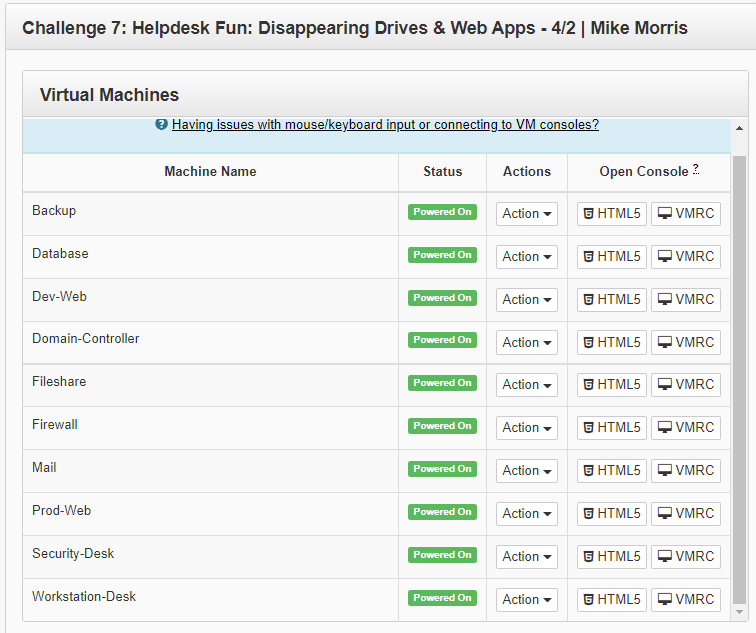 Challenge 7: Helpdesk Fun: Disappearing Drives & Web Apps - 4/2 | Mike Morris
Virtual Machines
? Having issues with mouse/keyboard input or connecting to VM consoles?
Machine Name Status Actions Open Console ?
Backup Powered On Action HTML5 VMRC
Database Powered On Action HTML5 VMRC
Dev-Web Powered On Action HTML5 VMRC
Domain-Controller Powered On Action HTML5 VMRC
Fileshare Powered On Action HTML5 VMRC
Firewall Powered On Action HTML5 VMRC
Mail Powered On Action HTML5 VMRC
Prod-Web Powered On Action HTML5 VMRC
Security-Desk Powered On Action HTML5 VMRC
Workstation-Desk Powered On Action HTML5 VMRC